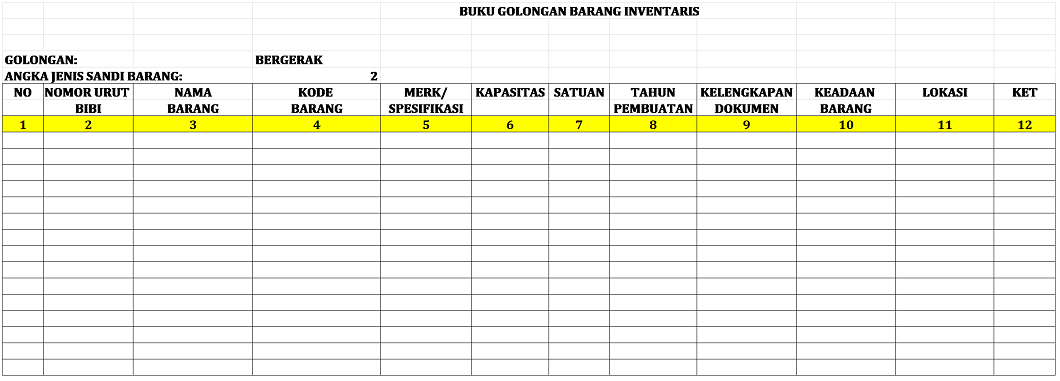 BUKU GOLONGAN BARANG INVENTARIS
GOLONGAN: BERGERAK
ANGKA JENIS SANDI BARANG: 2
NO NOMOR URUT NAMA KODE MERK/ KAPASITAS SATUAN TAHUN KELENGKAPAN KEADAAN LOKASI KET
BIBI BARANG BARANG SPESIFIKASI PEMBUATAN DOKUMEN BARANG
1 2 3 4 5 6 7 8 9 10 11 12